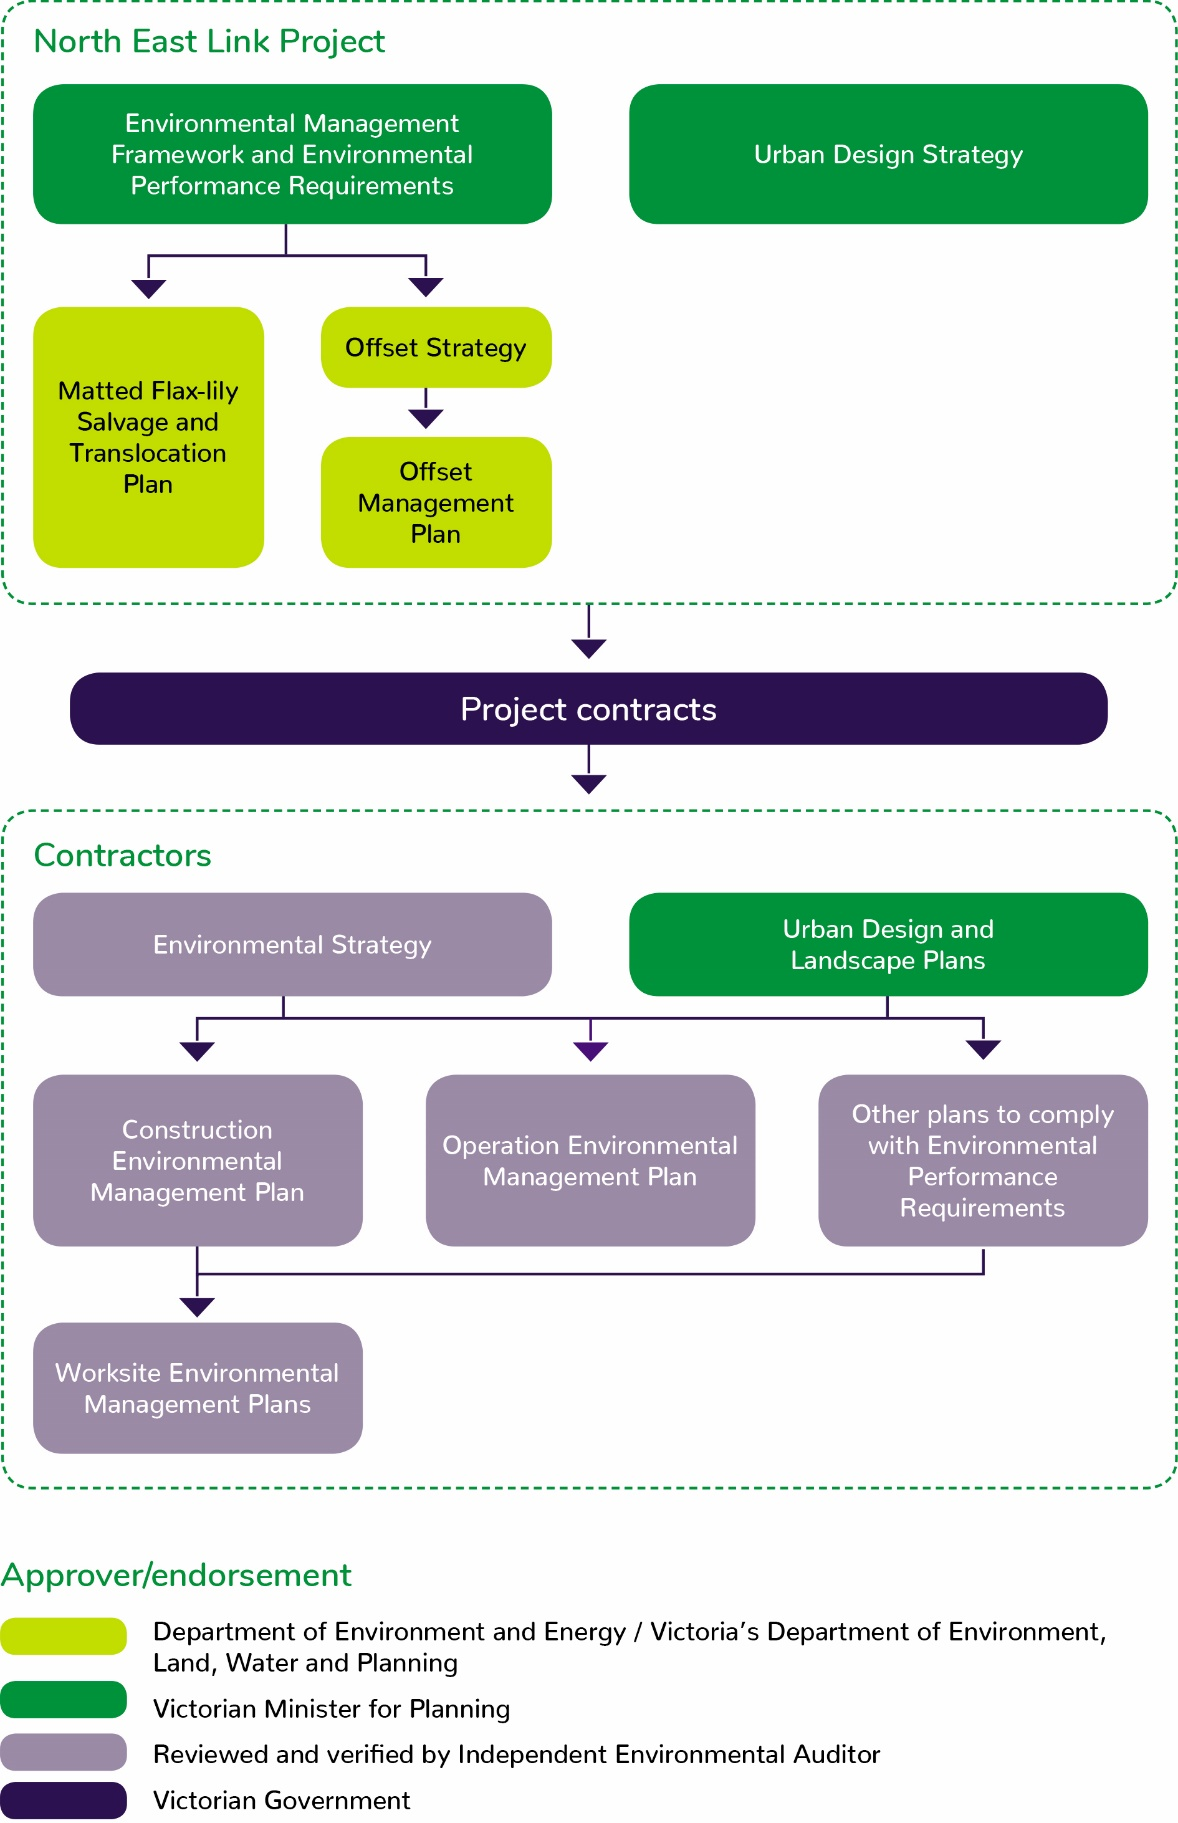 North East Link Project
Environmental Management
Framework and Environmental
Performance Requirements
Urban Design Strategy
Matted Flax-lily
Salvage and
Translocation
Plan
Offset Strategy
Offset
Management
Plan
Project contracts
Contractors
Environmental Strategy
Urban Design and
Landscape Plans
Construction
Environmental
Management Plan
Operation Environmental
Management Plan
Other plans to comply
with Environmental
Performance
Requirements
Worksite Environmental
Management Plans
Approver/endorsement
Department of Environment and Energy / Victoria’s Department of Environment,
Land, Water and Planning
Victorian Minister for Planning
Reviewed and verified by Independent Environmental Auditor
Victorian Government